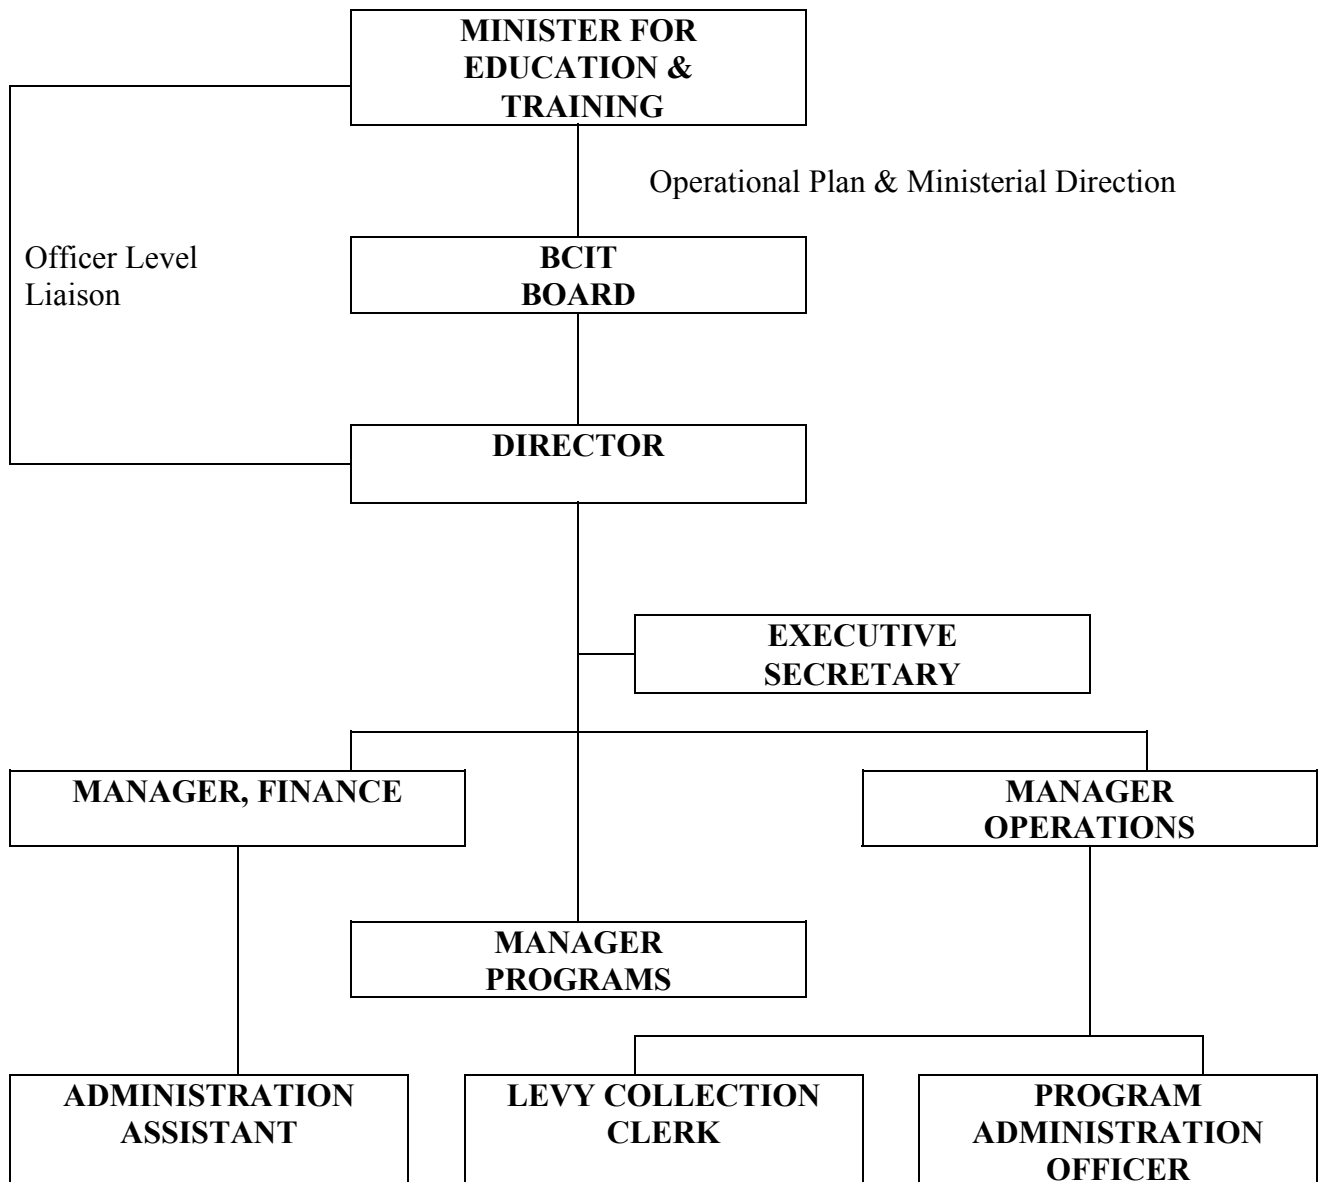 MINISTER FOR
EDUCATION &
TRAINING
Operational Plan & Ministerial Direction
Officer Level
Liaison
BCIT
BOARD
DIRECTOR
EXECUTIVE
SECRETARY
MANAGER, FINANCE
MANAGER
OPERATIONS
MANAGER
PROGRAMS
ADMINISTRATION
ASSISTANT
LEVY COLLECTION
CLERK
PROGRAM
ADMINISTRATION
OFFICER